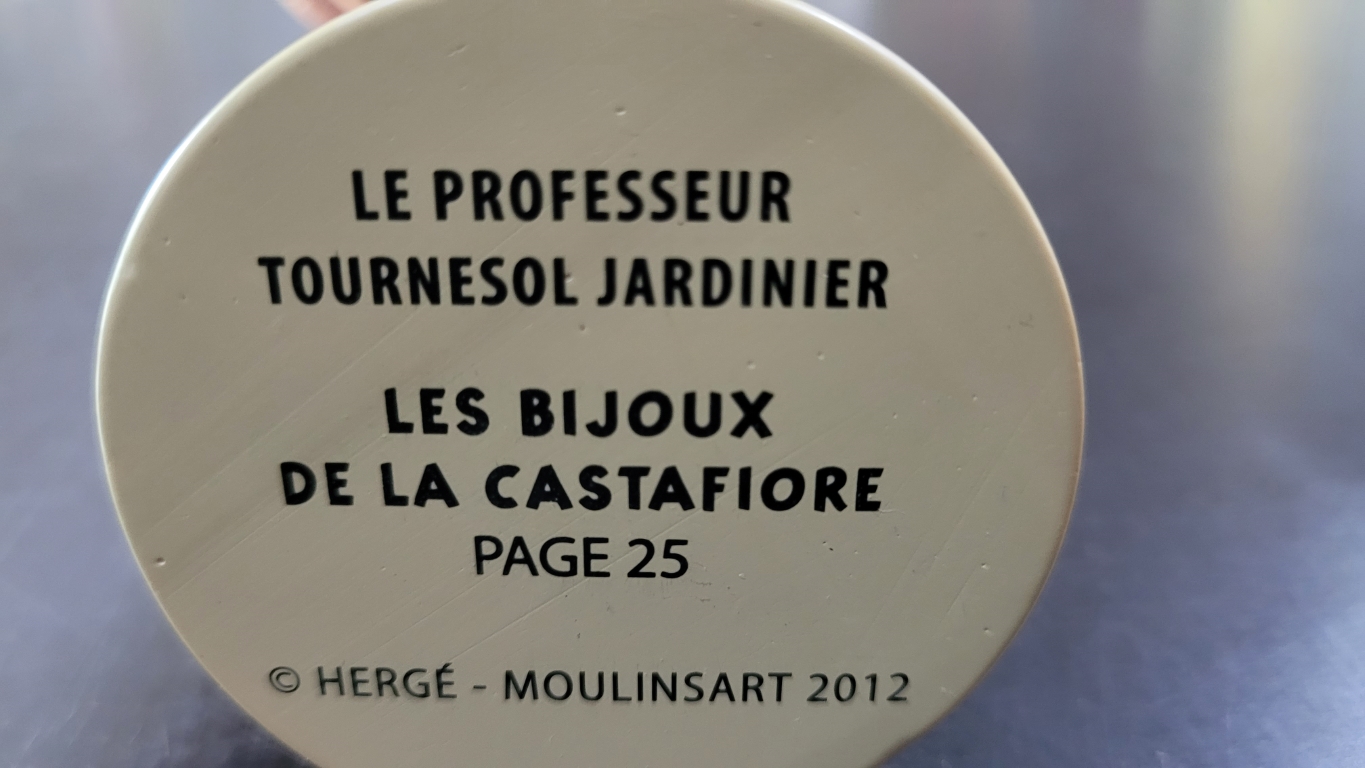 LE PROFESSEUR
TOURNESOL JARDINIER
LES BIJOUX
DE LA CASTAFIORE
PAGE 25
© HERGÉ - MOULINSART 2012